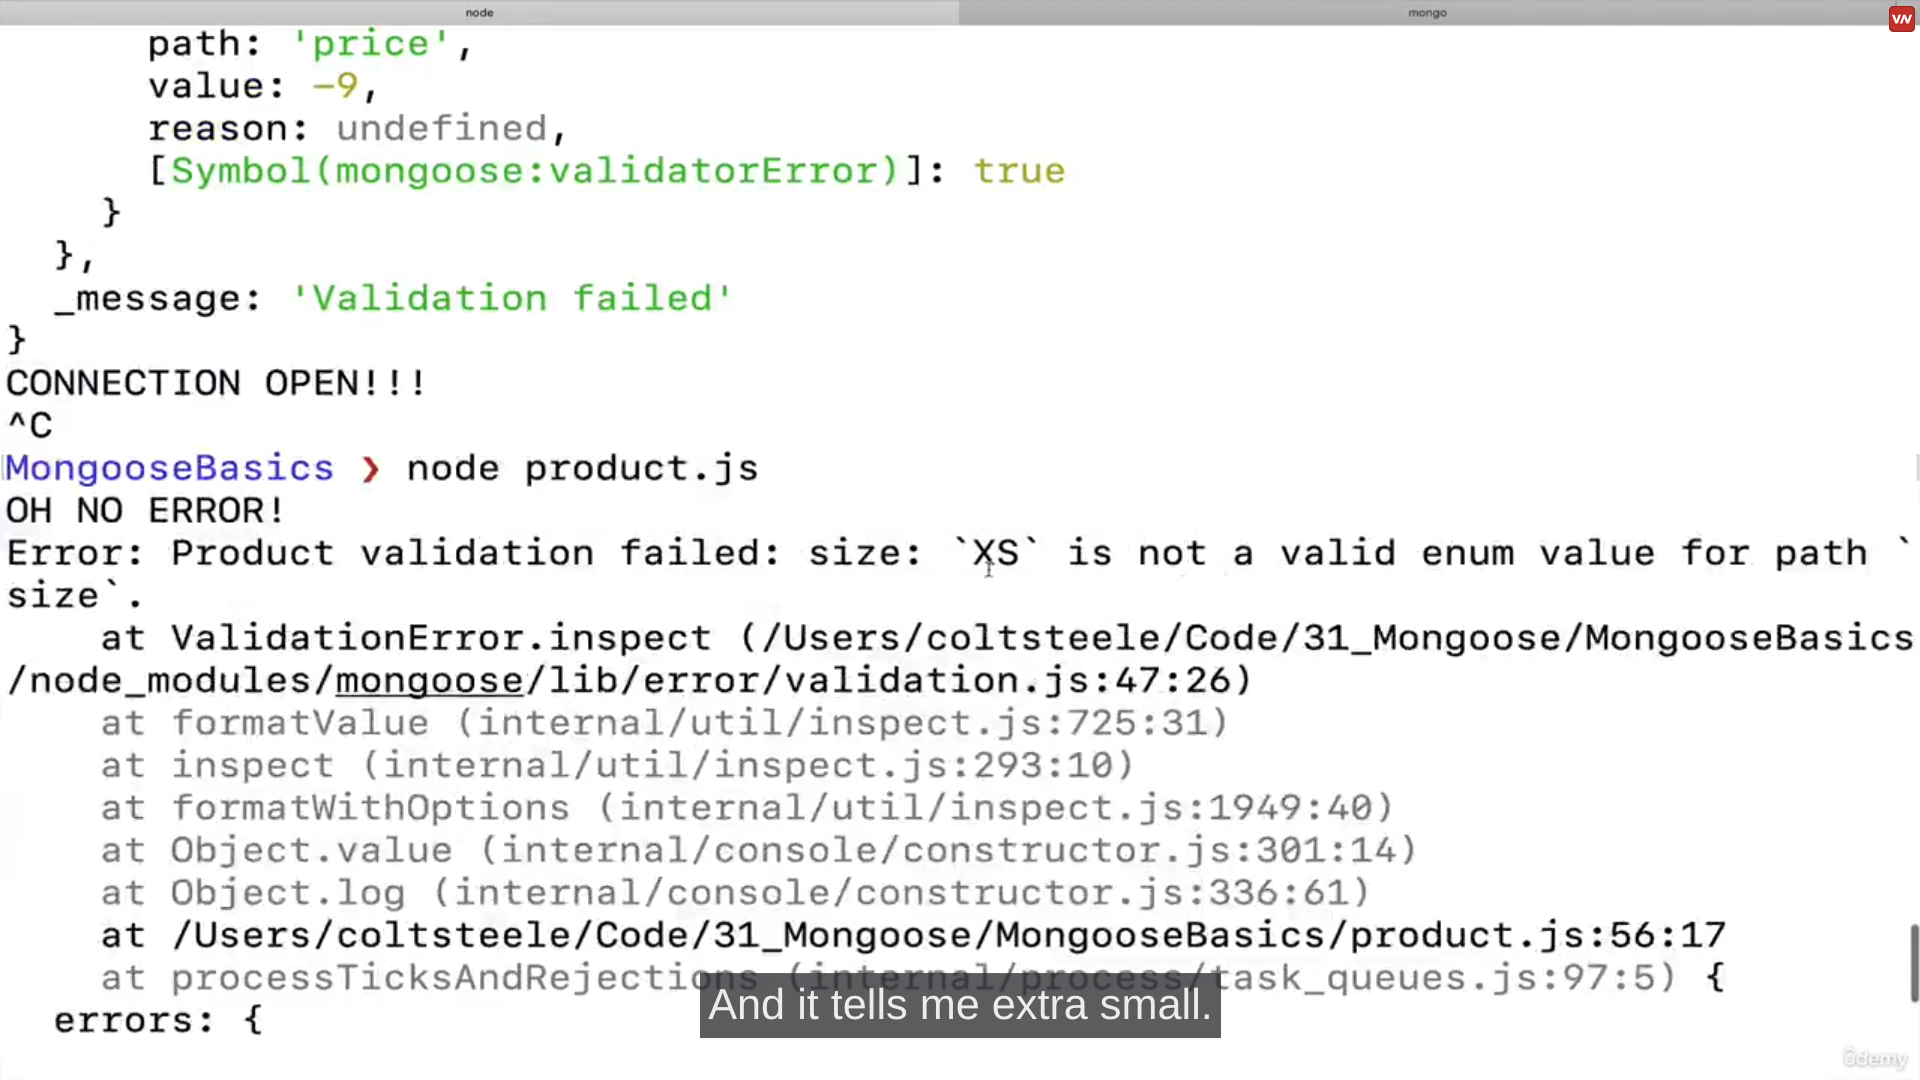 node
mongo
VN
path: 'price',
value: -9,
reason: undefined,
[Symbol(mongoose:validatorError)]: true
}
},
_message: 'Validation failed'
}
CONNECTION OPEN!!!
^C
MongooseBasics ❯ node product.js
OH NO ERROR!
Error: Product validation failed: size: `XS` is not a valid enum value for path `
size`.
at ValidationError.inspect (/Users/coltsteele/Code/31_Mongoose/MongooseBasics
/node_modules/mongoose/lib/error/validation.js:47:26)
at formatValue (internal/util/inspect.js:725:31)
at inspect (internal/util/inspect.js:293:10)
at formatWithOptions (internal/util/inspect.js:1949:40)
at Object.value (internal/console/constructor.js:301:14)
at Object.log (internal/console/constructor.js:336:61)
at /Users/coltsteele/Code/31_Mongoose/MongooseBasics/product.js:56:17
at processTicksAndRejections (internal/process/task_queues.js:97:5) {
And it tells me extra small.
errors: {
ûdemy